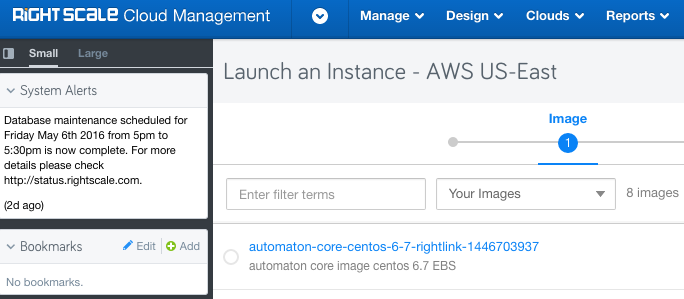 RIGHTSCALE Cloud Management
Manage
Design
Clouds
Reports
Small
Large
System Alerts
Database maintenance scheduled for
Friday May 6th 2016 from 5pm to
5:30pm is now complete. For more
details please check
http://status.rightscale.com.
(2d ago)
Bookmarks
Edit
Add
No bookmarks.
Launch an Instance - AWS US-East
Image
1
Enter filter terms
Your Images
8 images
automaton-core-centos-6-7-rightlink-1446703937
automaton core image centos 6.7 EBS